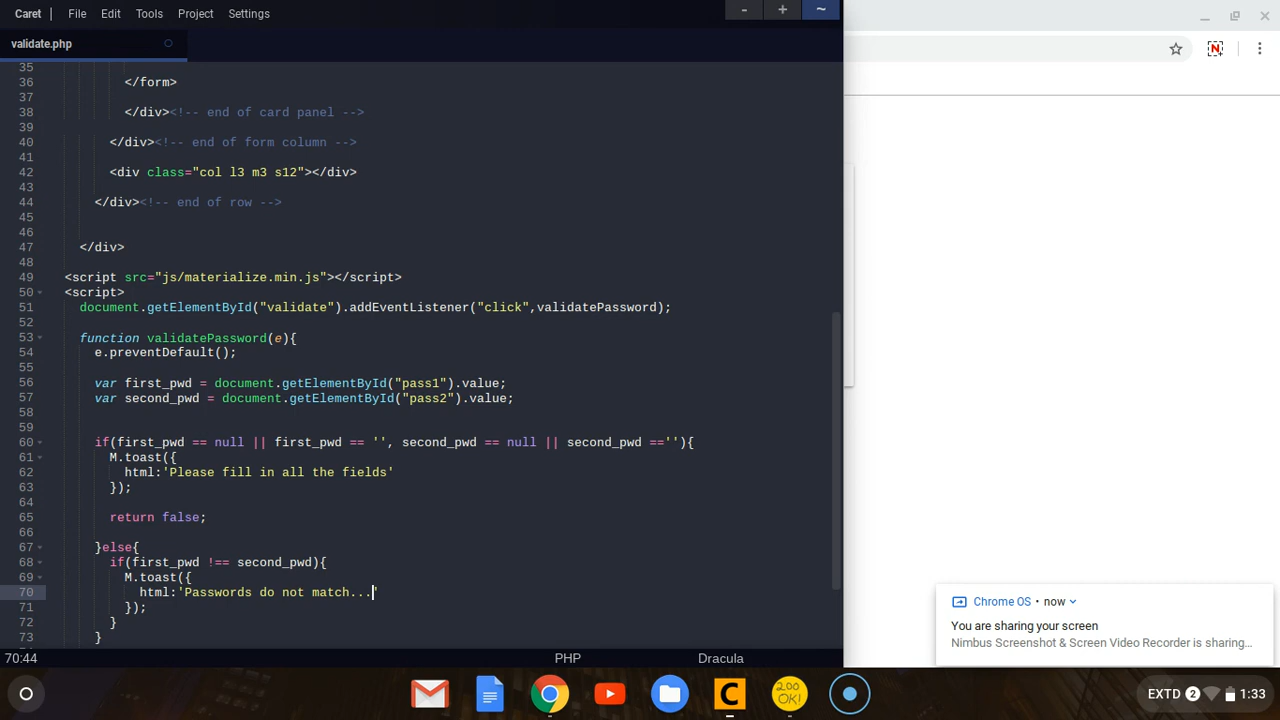 Caret | File Edit Tools Project Settings - + ~
validate.php
35
36 </form>
37
38 </div><!-- end of card panel -->
39
40 </div><!-- end of form column -->
41
42 <div class="col l3 m3 s12"></div>
43
44 </div><!-- end of row -->
45
46
47 </div>
48
49 <script src="js/materialize.min.js"></script>
50 <script>
51 document.getElementById("validate").addEventListener("click",validatePassword);
52
53 function validatePassword(e){
54 e.preventDefault();
55
56 var first_pwd = document.getElementById("pass1").value;
57 var second_pwd = document.getElementById("pass2").value;
58
59
60 if(first_pwd == null || first_pwd == '', second_pwd == null || second_pwd ==''){
61 M.toast({
62 html:'Please fill in all the fields'
63 });
64
65 return false;
66
67 }else{
68 if(first_pwd !== second_pwd){
69 M.toast({
70 html:'Passwords do not match...'
71 });
72 }
73 }
70:44 PHP Dracula
N
Chrome OS • now
You are sharing your screen
Nimbus Screenshot & Screen Video Recorder is sharing...
C
200 OK!
EXTD 2 1:33